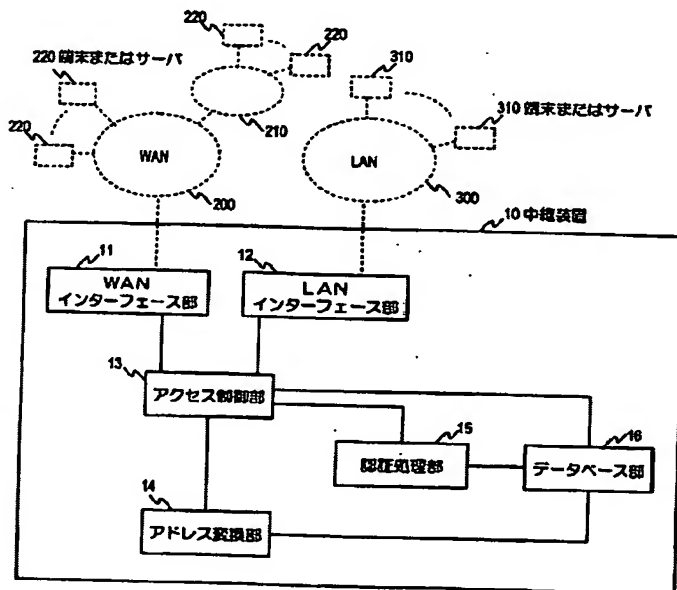 220
220
310
220 端末またはサーバ
310 端末またはサーバ
220
210
WAN
LAN
200
300
10 中継装置
11
12
WAN
インターフェース部
LAN
インターフェース部
13
アクセス制御部
15
16
認証処理部
データベース部
14
アドレス変換部